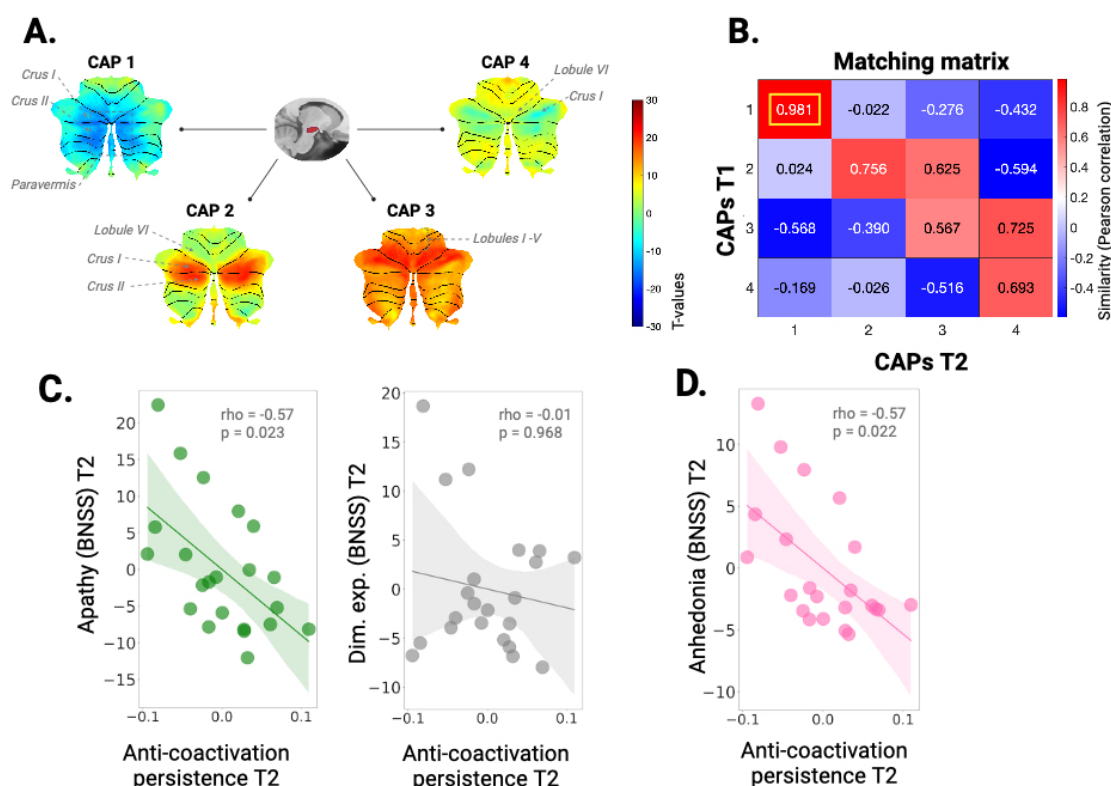 A.
CAP 1
Crus I
Crus II
Paravermis
CAP 4
Lobule VI
Crus I
CAP 2
Lobule VI
Crus I
Crus II
CAP 3
Lobules I -V
30
20
10
0
-10
-20
-30
T-values
B.
Matching matrix
CAPs T1
1
0.981
-0.022
-0.276
-0.432
2
0.024
0.756
0.625
-0.594
3
-0.568
-0.390
0.567
0.725
4
-0.169
-0.026
-0.516
0.693
1
2
3
4
CAPs T2
0.8
0.6
0.4
0.2
0
-0.2
-0.4
Similarity (Pearson correlation)
C.
Apathy (BNSS) T2
20
15
10
5
0
−5
−10
−15
rho = -0.57
p = 0.023
−0.1
0.0
0.1
Anti-coactivation
persistence T2
Dim. exp. (BNSS) T2
20
15
10
5
0
−5
−10
rho = -0.01
p = 0.968
−0.1
0.0
0.1
Anti-coactivation
persistence T2
D.
Anhedonia (BNSS) T2
10
5
0
−5
−10
rho = -0.57
p = 0.022
−0.1
0.0
0.1
Anti-coactivation
persistence T2